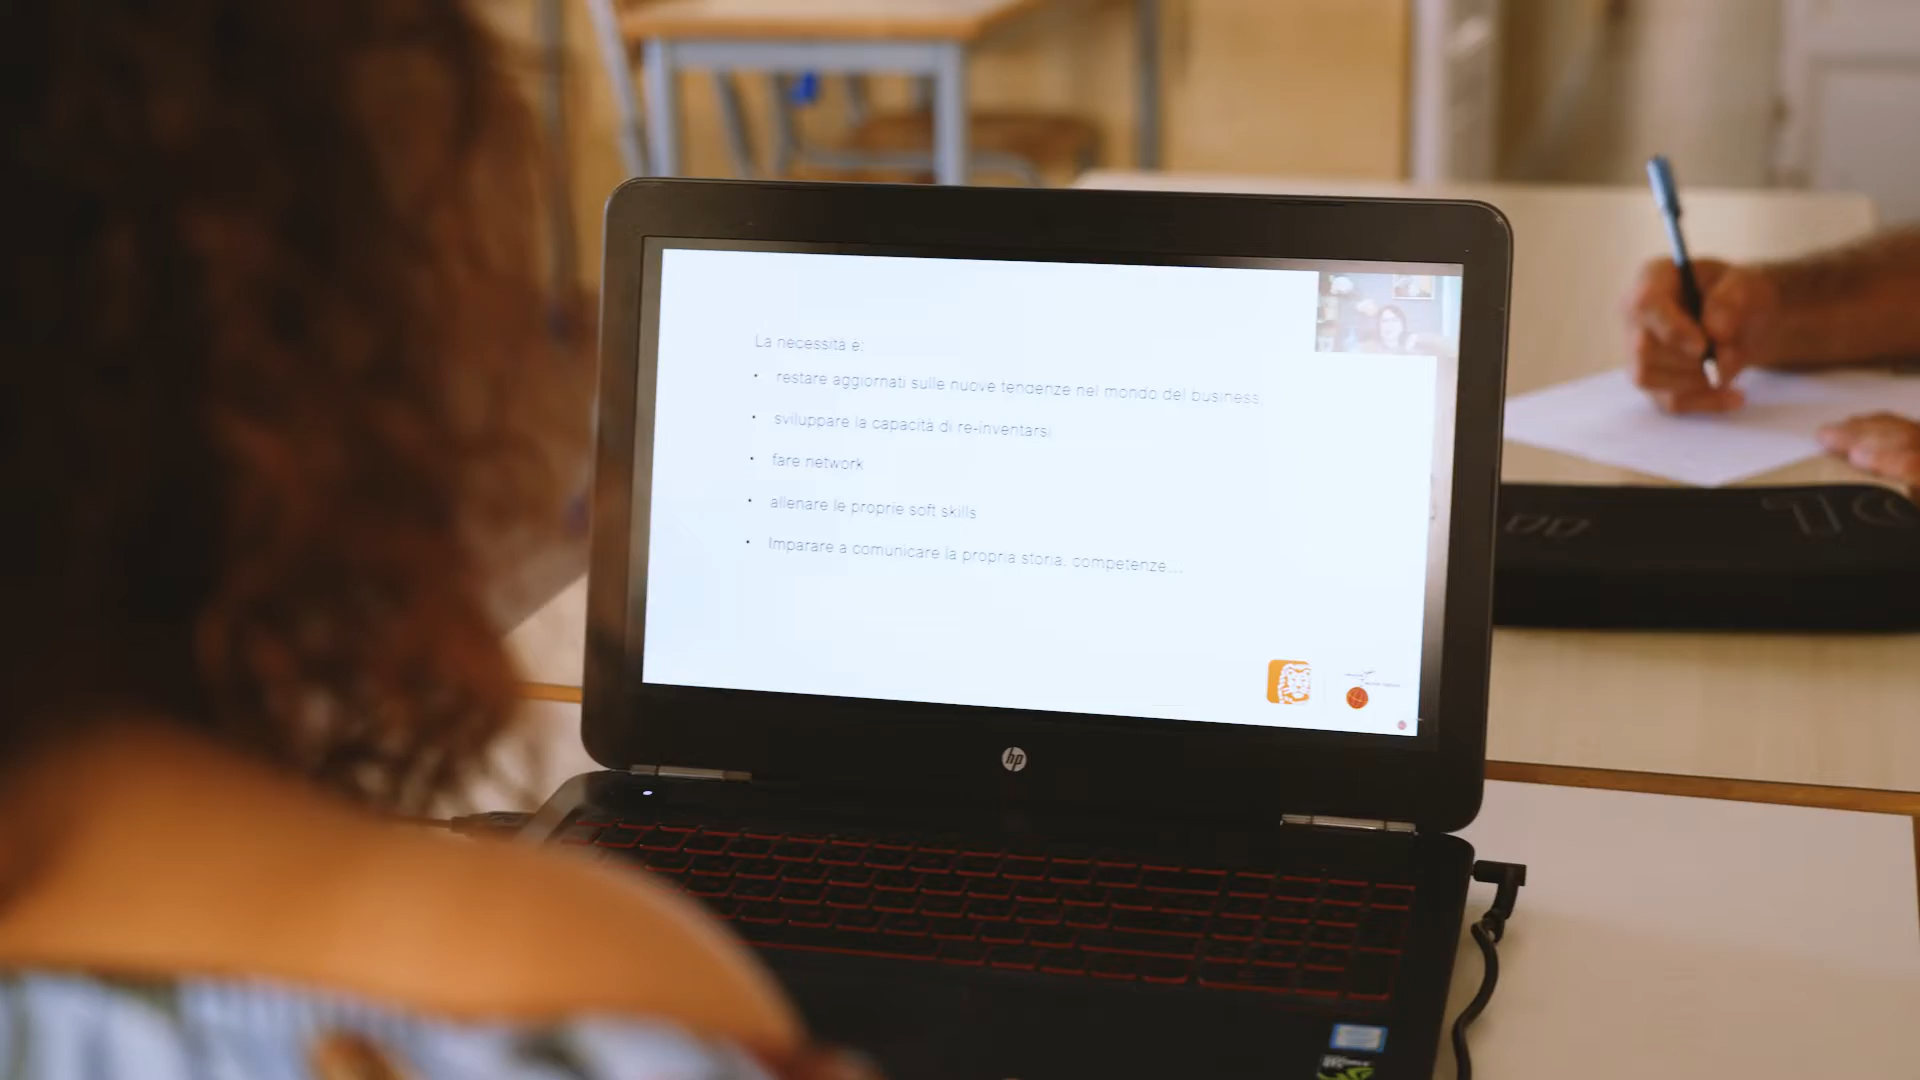 La necessità è:
• restare aggiornati sulle nuove tendenze nel mondo del business,
• sviluppare la capacità di re-inventarsi
• fare network
• allenare le proprie soft skills
• Imparare a comunicare la propria storia, competenze...
hp